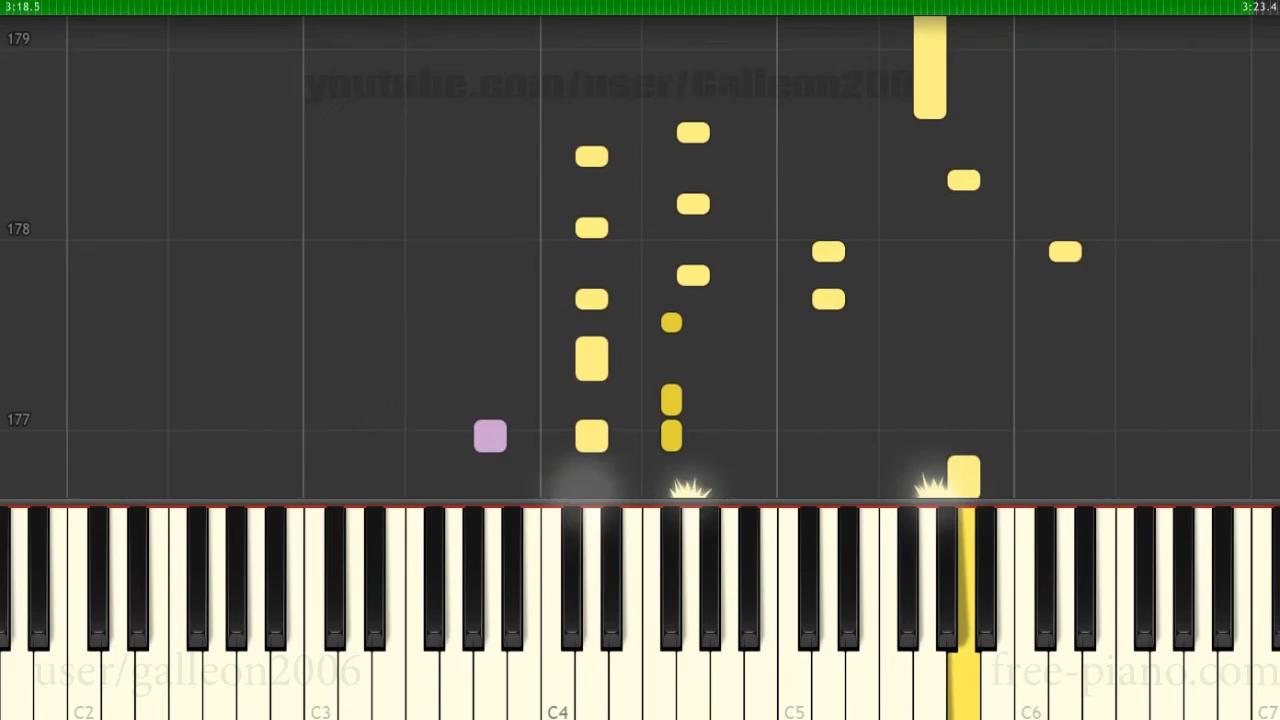 3:18.5 3:23.4
179
youtube.com/user/Galleon2006
178
177
user/galleon2006 free-piano.com
C2 C3 C4 C5 C6 C7